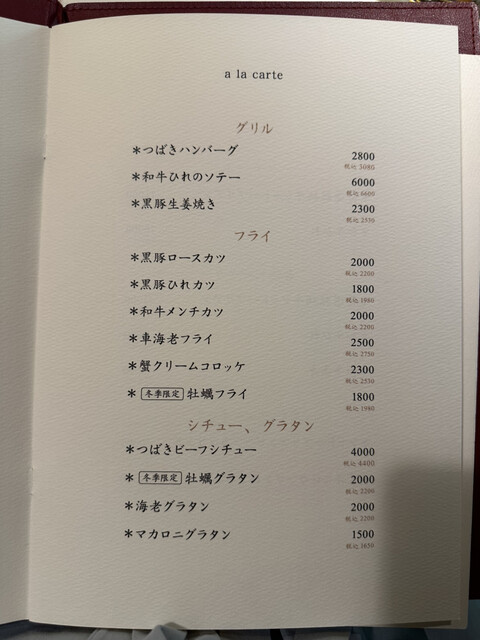 a la carte
グリル
＊つばきハンバーグ 2800
税込 3080
＊和牛ひれのソテー 6000
税込 6600
＊黒豚生姜焼き 2300
税込 2530
フライ
＊黒豚ロースカツ 2000
税込 2200
＊黒豚ひれカツ 1800
税込 1980
＊和牛メンチカツ 2000
税込 2200
＊車海老フライ 2500
税込 2750
＊蟹クリームコロッケ 2300
税込 2530
＊冬季限定 牡蠣フライ 1800
税込 1980
シチュー、グラタン
＊つばきビーフシチュー 4000
税込 4400
＊冬季限定 牡蠣グラタン 2000
税込 2200
＊海老グラタン 2000
税込 2200
＊マカロニグラタン 1500
税込 1650